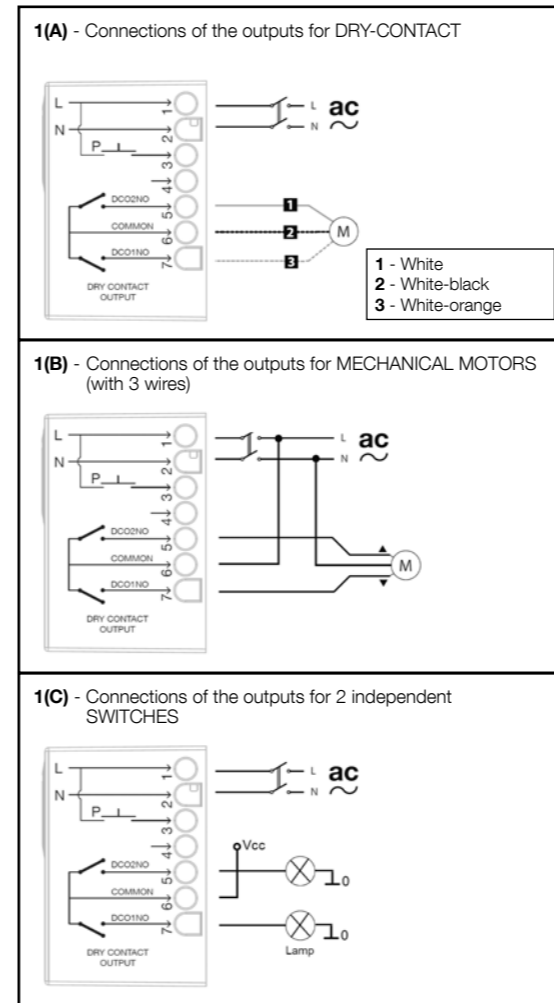 1(A) - Connections of the outputs for DRY-CONTACT
L
N
P
1
2
3
4
5
6
7
DCO2NO
COMMON
DCO1NO
DRY CONTACT
OUTPUT
L ac
N
1
2
3
M
1 - White
2 - White-black
3 - White-orange
1(B) - Connections of the outputs for MECHANICAL MOTORS
(with 3 wires)
L
N
P
1
2
3
4
5
6
7
DCO2NO
COMMON
DCO1NO
DRY CONTACT
OUTPUT
L ac
N
M
1(C) - Connections of the outputs for 2 independent
SWITCHES
L
N
P
1
2
3
4
5
6
7
DCO2NO
COMMON
DCO1NO
DRY CONTACT
OUTPUT
L ac
N
Vcc
0
0
Lamp